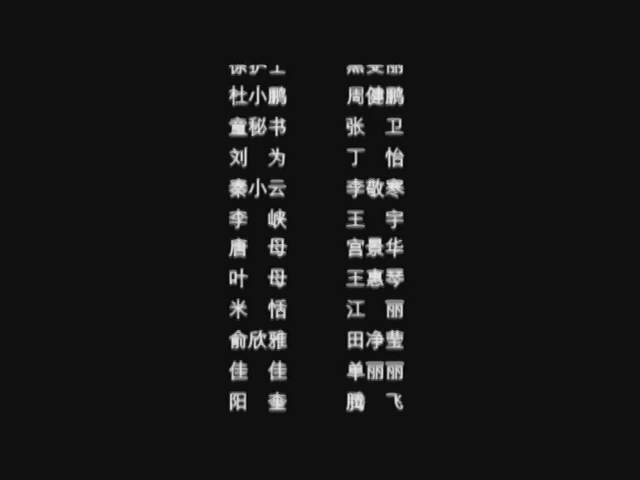 杜小鹏 周健鹏
童秘书 张 卫
刘 为 丁 怡
秦小云 李敬寒
李 峡 王 宇
唐 母 宫景华
叶 母 王惠琴
米 恬 江 丽
俞欣雅 田净莹
佳 佳 单丽丽
阳 奎 腾 飞